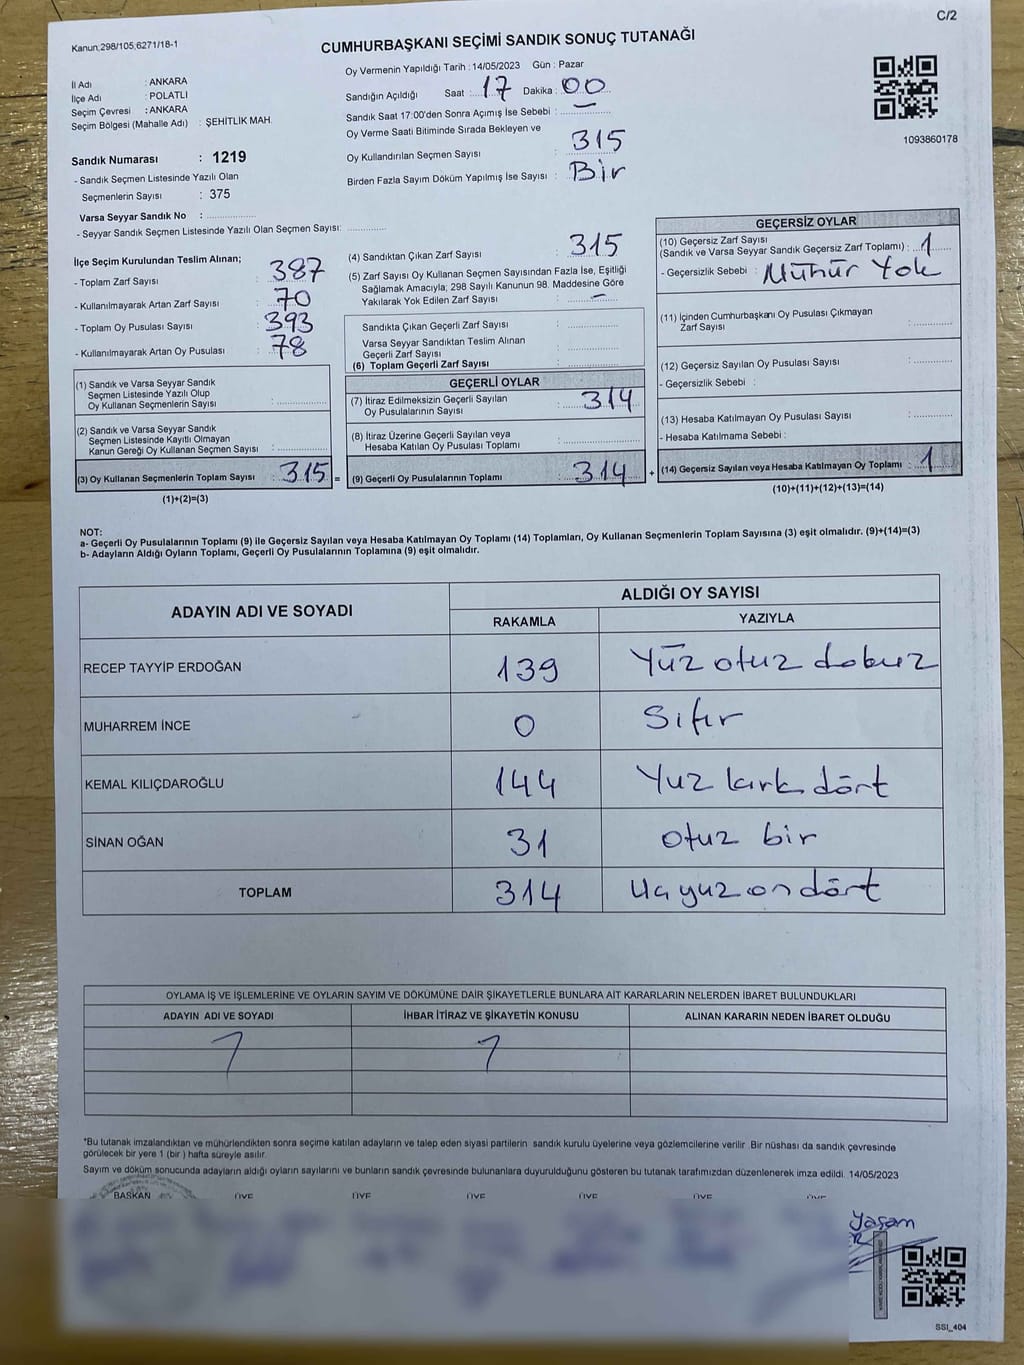 C/2
Kanun;298/105;6271/18-1
CUMHURBAŞKANI SEÇİMİ SANDIK SONUÇ TUTANAĞI
Oy Vermenin Yapıldığı Tarih : 14/05/2023 Gün : Pazar
İl Adı : ANKARA
İlçe Adı : POLATLI
Seçim Çevresi : ANKARA
Seçim Bölgesi (Mahalle Adı) : ŞEHİTLİK MAH.
Sandığın Açıldığı Saat : 17 Dakika : 00
Sandık Saat 17:00'den Sonra Açımış İse Sebebi : —
Oy Verme Saati Bitiminde Sırada Bekleyen ve
Oy Kullandırılan Seçmen Sayısı : 315
Birden Fazla Sayım Döküm Yapılmış İse Sayısı : Bir
1093860178
Sandık Numarası : 1219
- Sandık Seçmen Listesinde Yazılı Olan
Seçmenlerin Sayısı : 375
Varsa Seyyar Sandık No :
- Seyyar Sandık Seçmen Listesinde Yazılı Olan Seçmen Sayısı:
İlçe Seçim Kurulundan Teslim Alınan;
- Toplam Zarf Sayısı : 387
- Kullanılmayarak Artan Zarf Sayısı : 70
- Toplam Oy Pusulası Sayısı : 393
- Kullanılmayarak Artan Oy Pusulası : 78
(4) Sandıktan Çıkan Zarf Sayısı : 315
(5) Zarf Sayısı Oy Kullanan Seçmen Sayısından Fazla İse, Eşitliği
Sağlamak Amacıyla; 298 Sayılı Kanunun 98. Maddesine Göre
Yakılarak Yok Edilen Zarf Sayısı : —
Sandıkta Çıkan Geçerli Zarf Sayısı :
Varsa Seyyar Sandıktan Teslim Alınan
Geçerli Zarf Sayısı :
(6) Toplam Geçerli Zarf Sayısı :
GEÇERSİZ OYLAR
(10) Geçersiz Zarf Sayısı
(Sandık ve Varsa Seyyar Sandık Geçersiz Zarf Toplamı) : 1
- Geçersizlik Sebebi : Mühür Yok
(11) İçinden Cumhurbaşkanı Oy Pusulası Çıkmayan
Zarf Sayısı :
(12) Geçersiz Sayılan Oy Pusulası Sayısı :
- Geçersizlik Sebebi :
(13) Hesaba Katılmayan Oy Pusulası Sayısı :
- Hesaba Katılmama Sebebi :
(14) Geçersiz Sayılan veya Hesaba Katılmayan Oy Toplamı : 1
(10)+(11)+(12)+(13)=(14)
(1) Sandık ve Varsa Seyyar Sandık
Seçmen Listesinde Yazılı Olup
Oy Kullanan Seçmenlerin Sayısı :
(2) Sandık ve Varsa Seyyar Sandık
Seçmen Listesinde Kayıtlı Olmayan
Kanun Gereği Oy Kullanan Seçmen Sayısı :
(3) Oy Kullanan Seçmenlerin Toplam Sayısı : 315 =
(1)+(2)=(3)
GEÇERLİ OYLAR
(7) İtiraz Edilmeksizin Geçerli Sayılan
Oy Pusulalarının Sayısı : 314
(8) İtiraz Üzerine Geçerli Sayılan veya
Hesaba Katılan Oy Pusulası Toplamı :
(9) Geçerli Oy Pusulalarının Toplamı : 314 +
NOT:
a- Geçerli Oy Pusulalarının Toplamı (9) ile Geçersiz Sayılan veya Hesaba Katılmayan Oy Toplamı (14) Toplamları, Oy Kullanan Seçmenlerin Toplam Sayısına (3) eşit olmalıdır. (9)+(14)=(3)
b- Adayların Aldığı Oyların Toplamı, Geçerli Oy Pusulalarının Toplamına (9) eşit olmalıdır.
ADAYIN ADI VE SOYADI ALDIĞI OY SAYISI
RAKAMLA YAZIYLA
RECEP TAYYİP ERDOĞAN 139 Yüz otuz dokuz
MUHARREM İNCE 0 Sıfır
KEMAL KILIÇDAROĞLU 144 Yuz kırk dört
SİNAN OĞAN 31 otuz bir
TOPLAM 314 Uç yuz on dört
OYLAMA İŞ VE İŞLEMLERİNE VE OYLARIN SAYIM VE DÖKÜMÜNE DAİR ŞİKAYETLERLE BUNLARA AİT KARARLARIN NELERDEN İBARET BULUNDUKLARI
ADAYIN ADI VE SOYADI İHBAR İTİRAZ VE ŞİKAYETİN KONUSU ALINAN KARARIN NEDEN İBARET OLDUĞU
*Bu tutanak imzalandıktan ve mühürlendikten sonra seçime katılan adayların ve talep eden siyasi partilerin sandık kurulu üyelerine veya gözlemcilerine verilir. Bir nüshası da sandık çevresinde
görülecek bir yere 1 (bir ) hafta süreyle asılır.
Sayım ve döküm sonucunda adayların aldığı oyların sayılarını ve bunların sandık çevresinde bulunanlara duyurulduğunu gösteren bu tutanak tarafımızdan düzenlenerek imza edildi. 14/05/2023
BAŞKAN ÜYE ÜYE ÜYE ÜYE ÜYE ÜYE
Yaşam
SSI_404